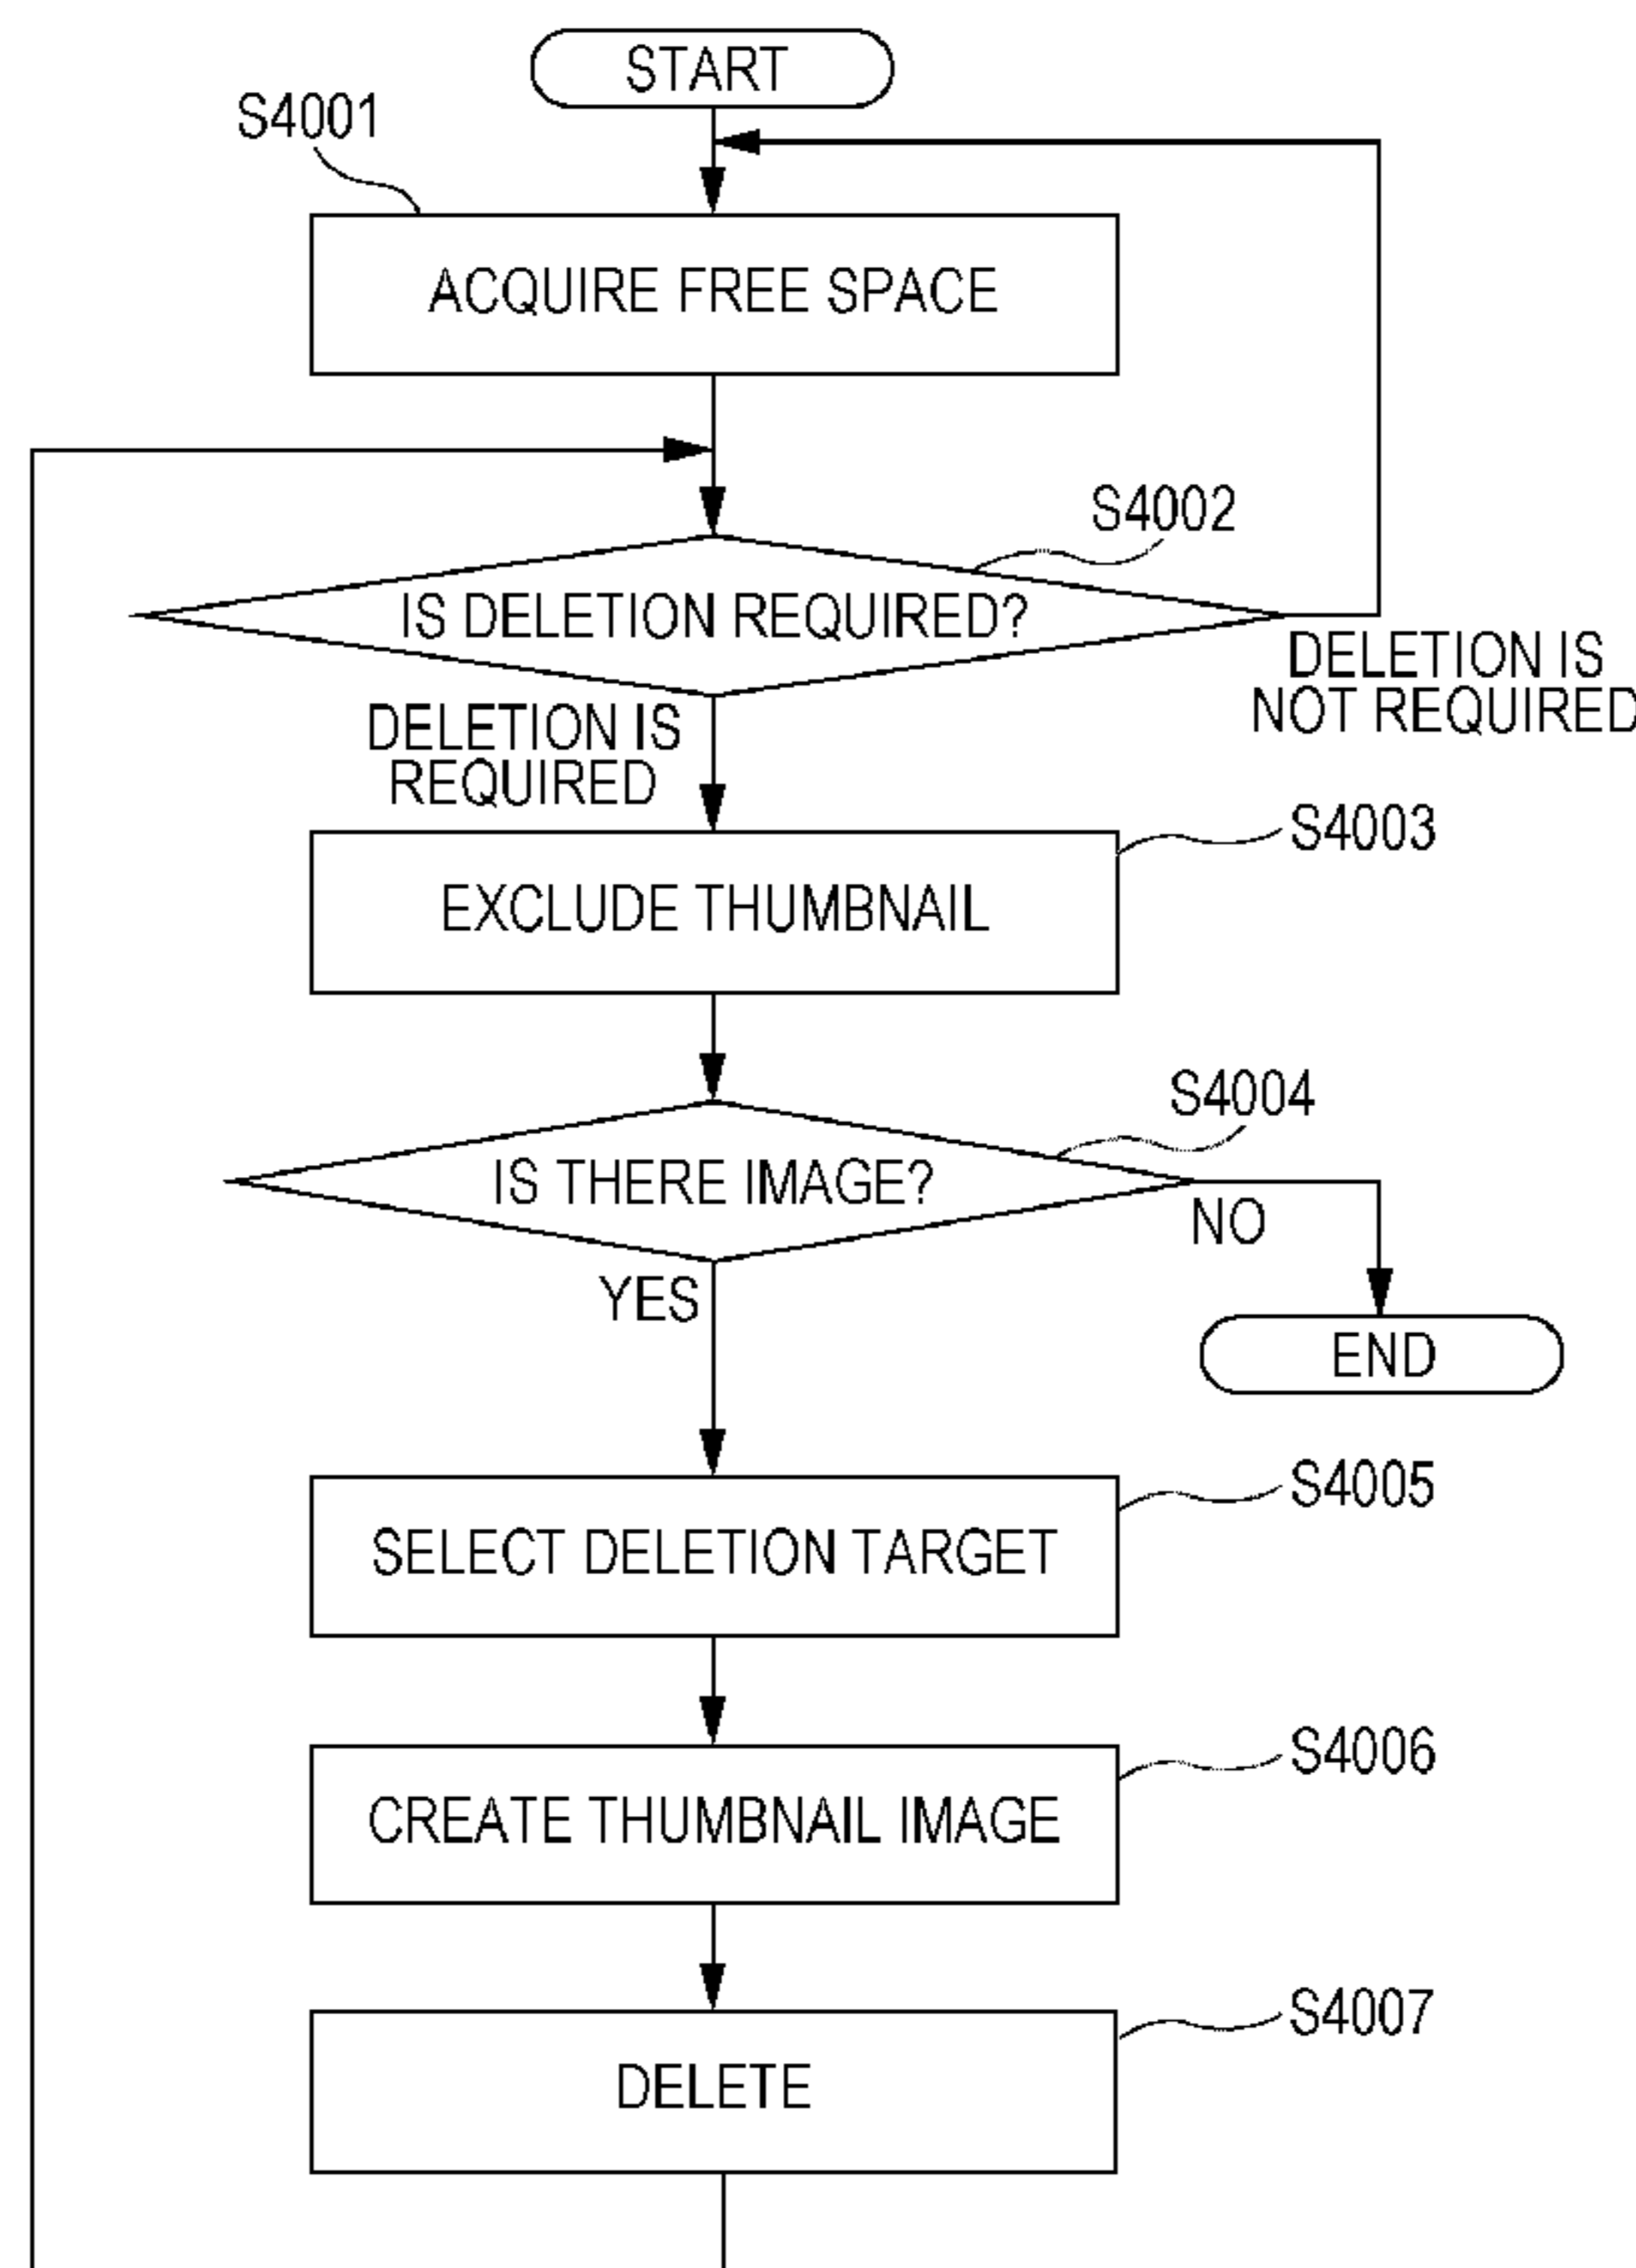 START
S4001
ACQUIRE FREE SPACE
S4002
IS DELETION REQUIRED?
DELETION IS
NOT REQUIRED
DELETION IS
REQUIRED
S4003
EXCLUDE THUMBNAIL
S4004
IS THERE IMAGE?
NO
YES
END
S4005
SELECT DELETION TARGET
S4006
CREATE THUMBNAIL IMAGE
S4007
DELETE